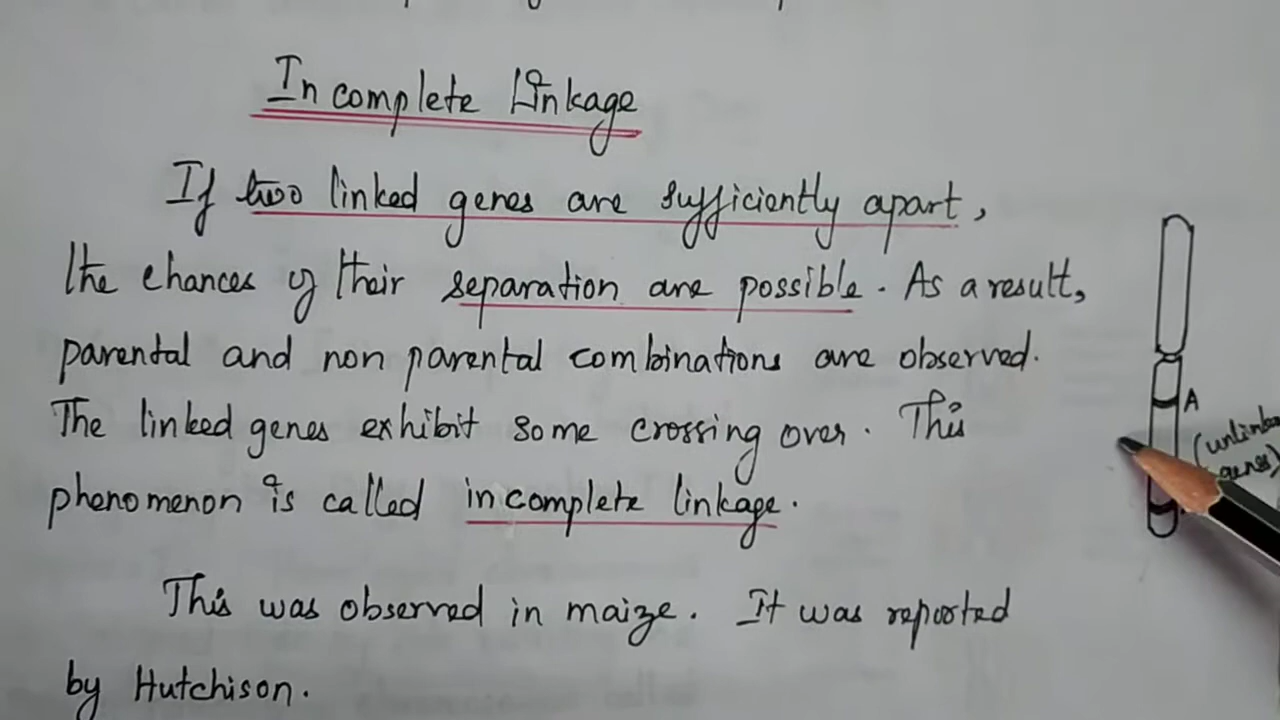 Incomplete Linkage
If two linked genes are sufficiently apart,
the chances of their separation are possible. As a result,
parental and non parental combinations are observed.
The linked genes exhibit some crossing over. This
phenomenon is called incomplete linkage.
This was observed in maize. It was reported
by Hutchison.
A
genes)